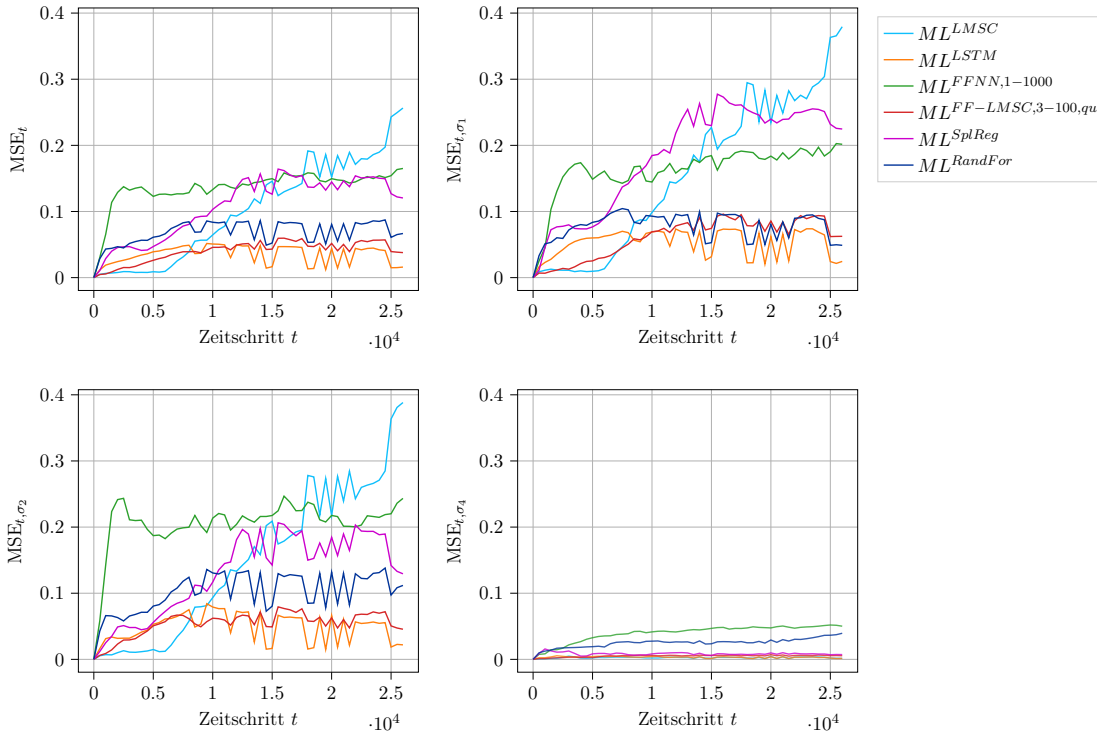 0.4
0.3
0.2
0.1
0
MSE_t
0 0.5 1 1.5 2 2.5
Zeitschritt t
·10^4
0.4
0.3
0.2
0.1
0
MSE_{t,σ_1}
0 0.5 1 1.5 2 2.5
Zeitschritt t
·10^4
ML^{LMSC}
ML^{LSTM}
ML^{FFNN,1−1000}
ML^{FF−LMSC,3−100,qu}
ML^{SplReg}
ML^{RandFor}
0.4
0.3
0.2
0.1
0
MSE_{t,σ_2}
0 0.5 1 1.5 2 2.5
Zeitschritt t
·10^4
0.4
0.3
0.2
0.1
0
MSE_{t,σ_4}
0 0.5 1 1.5 2 2.5
Zeitschritt t
·10^4